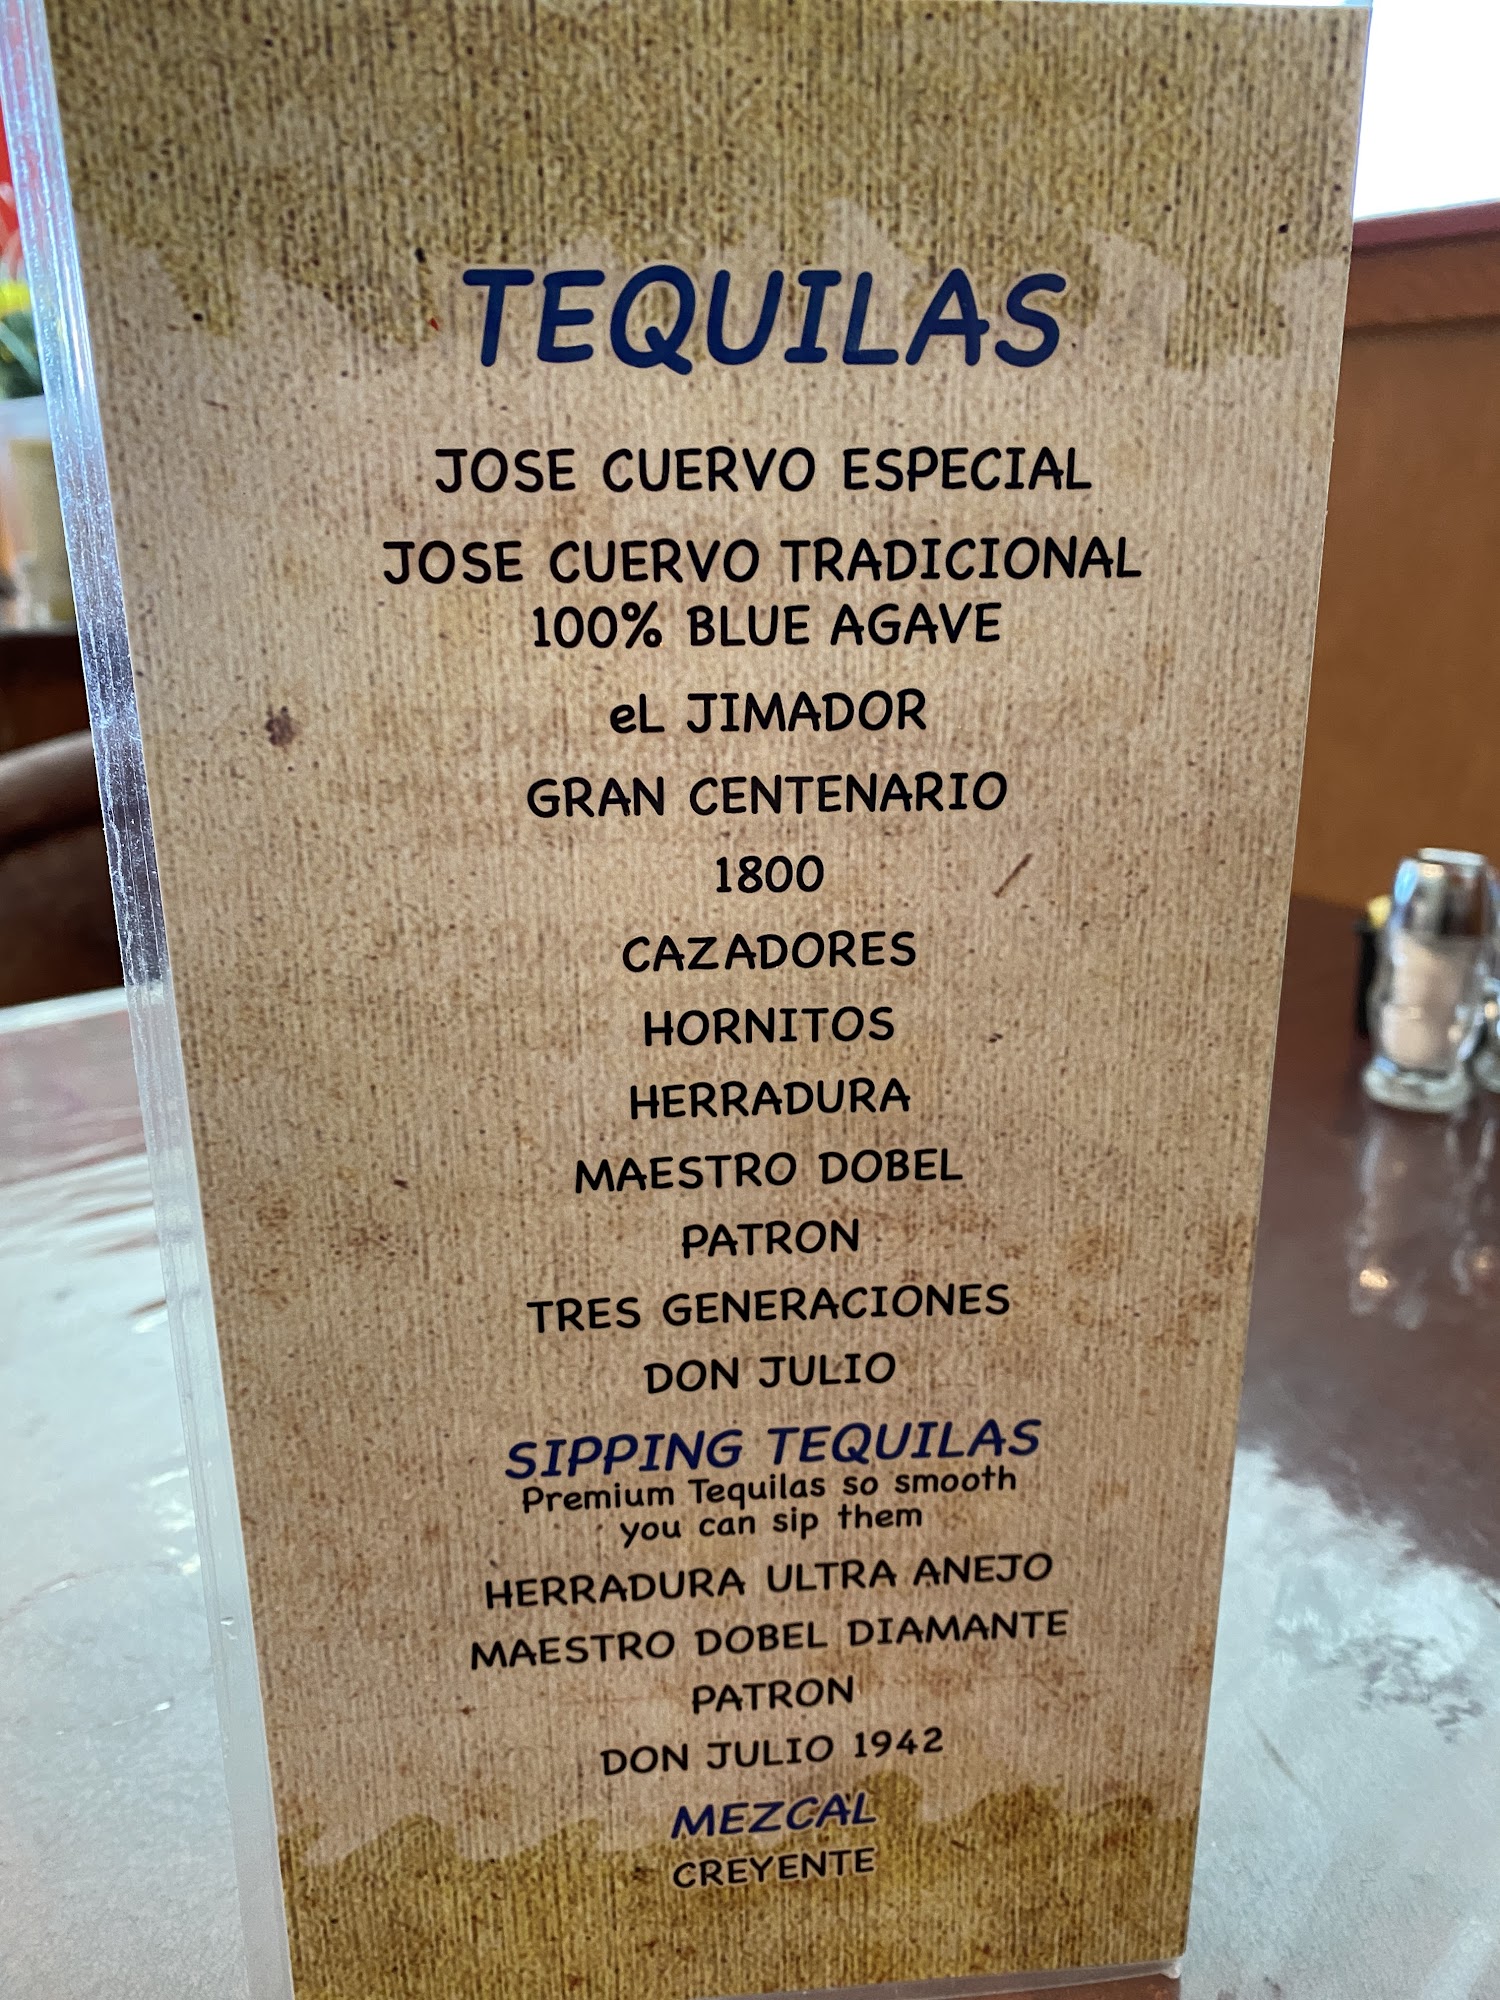 TEQUILAS
JOSE CUERVO ESPECIAL
JOSE CUERVO TRADICIONAL
100% BLUE AGAVE
eL JIMADOR
GRAN CENTENARIO
1800
CAZADORES
HORNITOS
HERRADURA
MAESTRO DOBEL
PATRON
TRES GENERACIONES
DON JULIO
SIPPING TEQUILAS
Premium Tequilas so smooth
you can sip them
HERRADURA ULTRA ANEJO
MAESTRO DOBEL DIAMANTE
PATRON
DON JULIO 1942
MEZCAL
CREYENTE